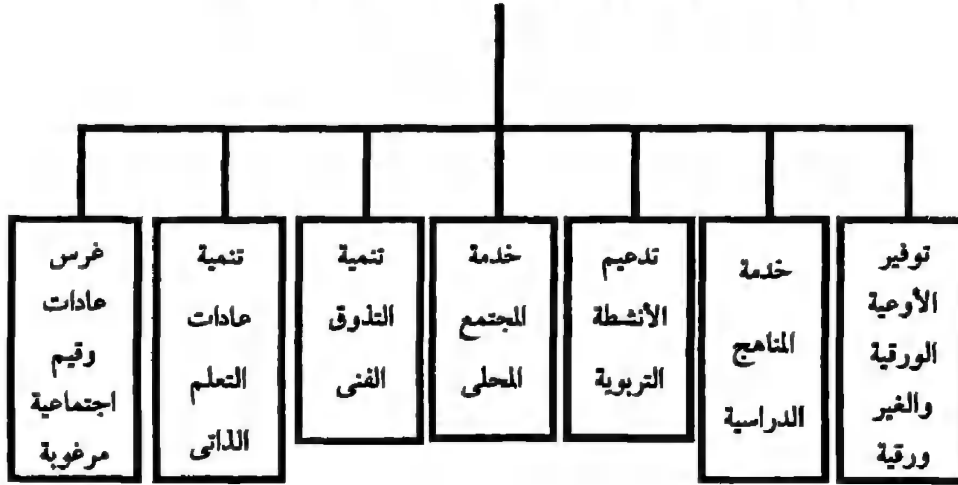 توفير
الأوعية
الورقية
والغير
ورقية
خدمة
المناهج
الدراسية
تدعيم
الأنشطة
التربوية
خدمة
المجتمع
المحلى
تنمية
التذوق
الفنى
تنمية
عادات
التعلم
الذاتى
غرس
عادات
وقيم
اجتماعية
مرغوبة